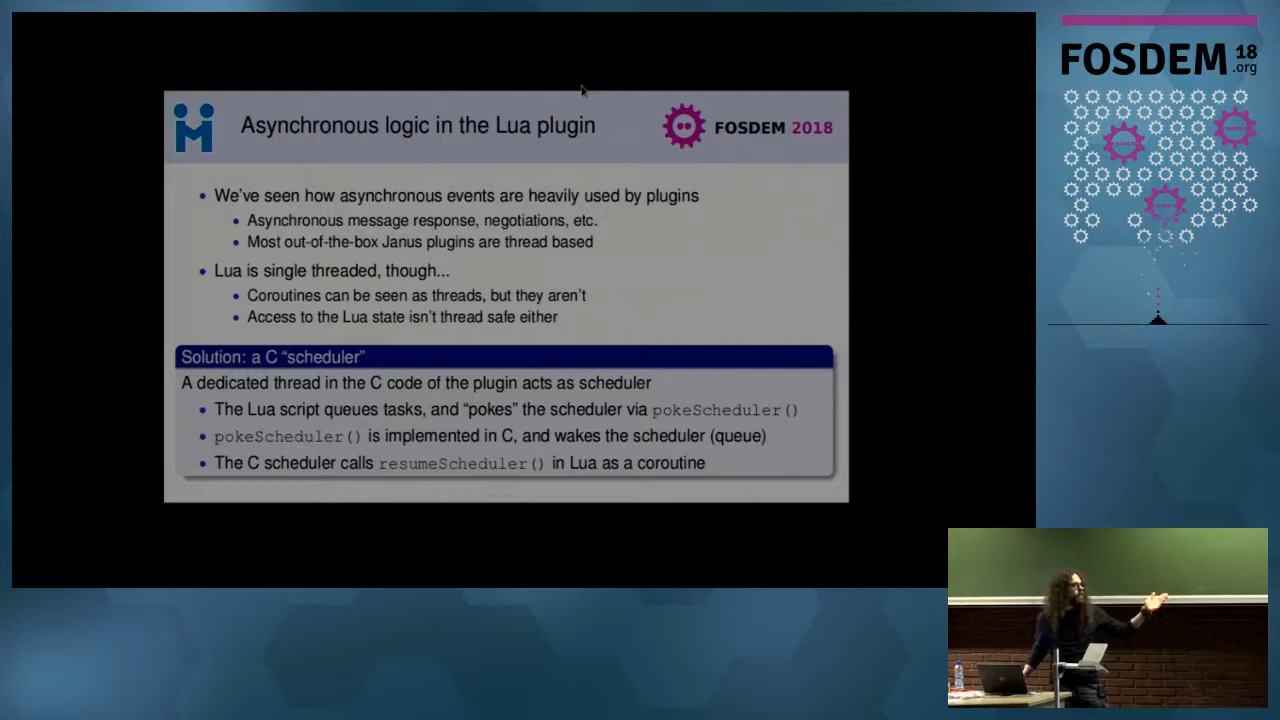 Asynchronous logic in the Lua plugin
FOSDEM 2018
We've seen how asynchronous events are heavily used by plugins
Asynchronous message response, negotiations, etc.
Most out-of-the-box Janus plugins are thread based
Lua is single threaded, though...
Coroutines can be seen as threads, but they aren't
Access to the Lua state isn't thread safe either
Solution: a C “scheduler”
A dedicated thread in the C code of the plugin acts as scheduler
The Lua script queues tasks, and “pokes” the scheduler via pokeScheduler()
pokeScheduler() is implemented in C, and wakes the scheduler (queue)
The C scheduler calls resumeScheduler() in Lua as a coroutine
FOSDEM 18
.org